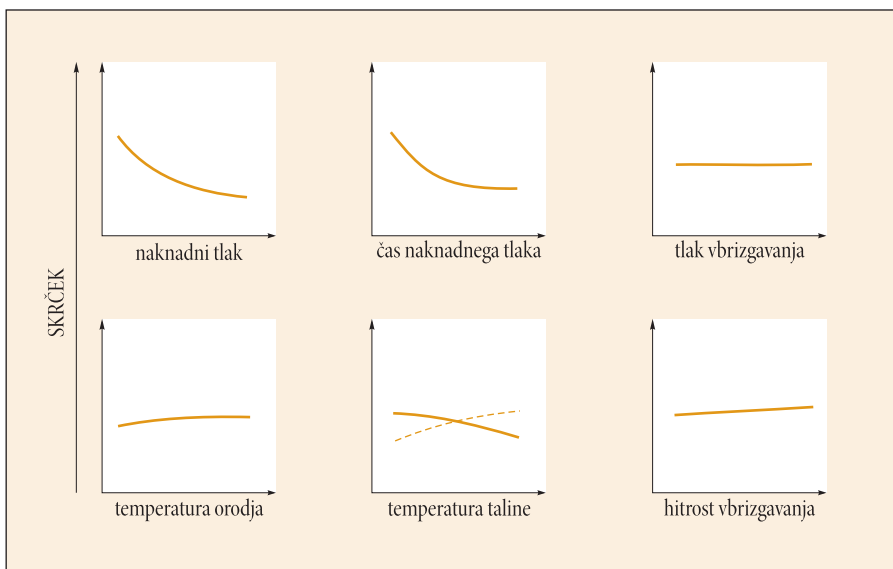 SKRČEK
naknadni tlak
čas naknadnega tlaka
tlak vbrizgavanja
temperatura orodja
temperatura taline
hitrost vbrizgavanja